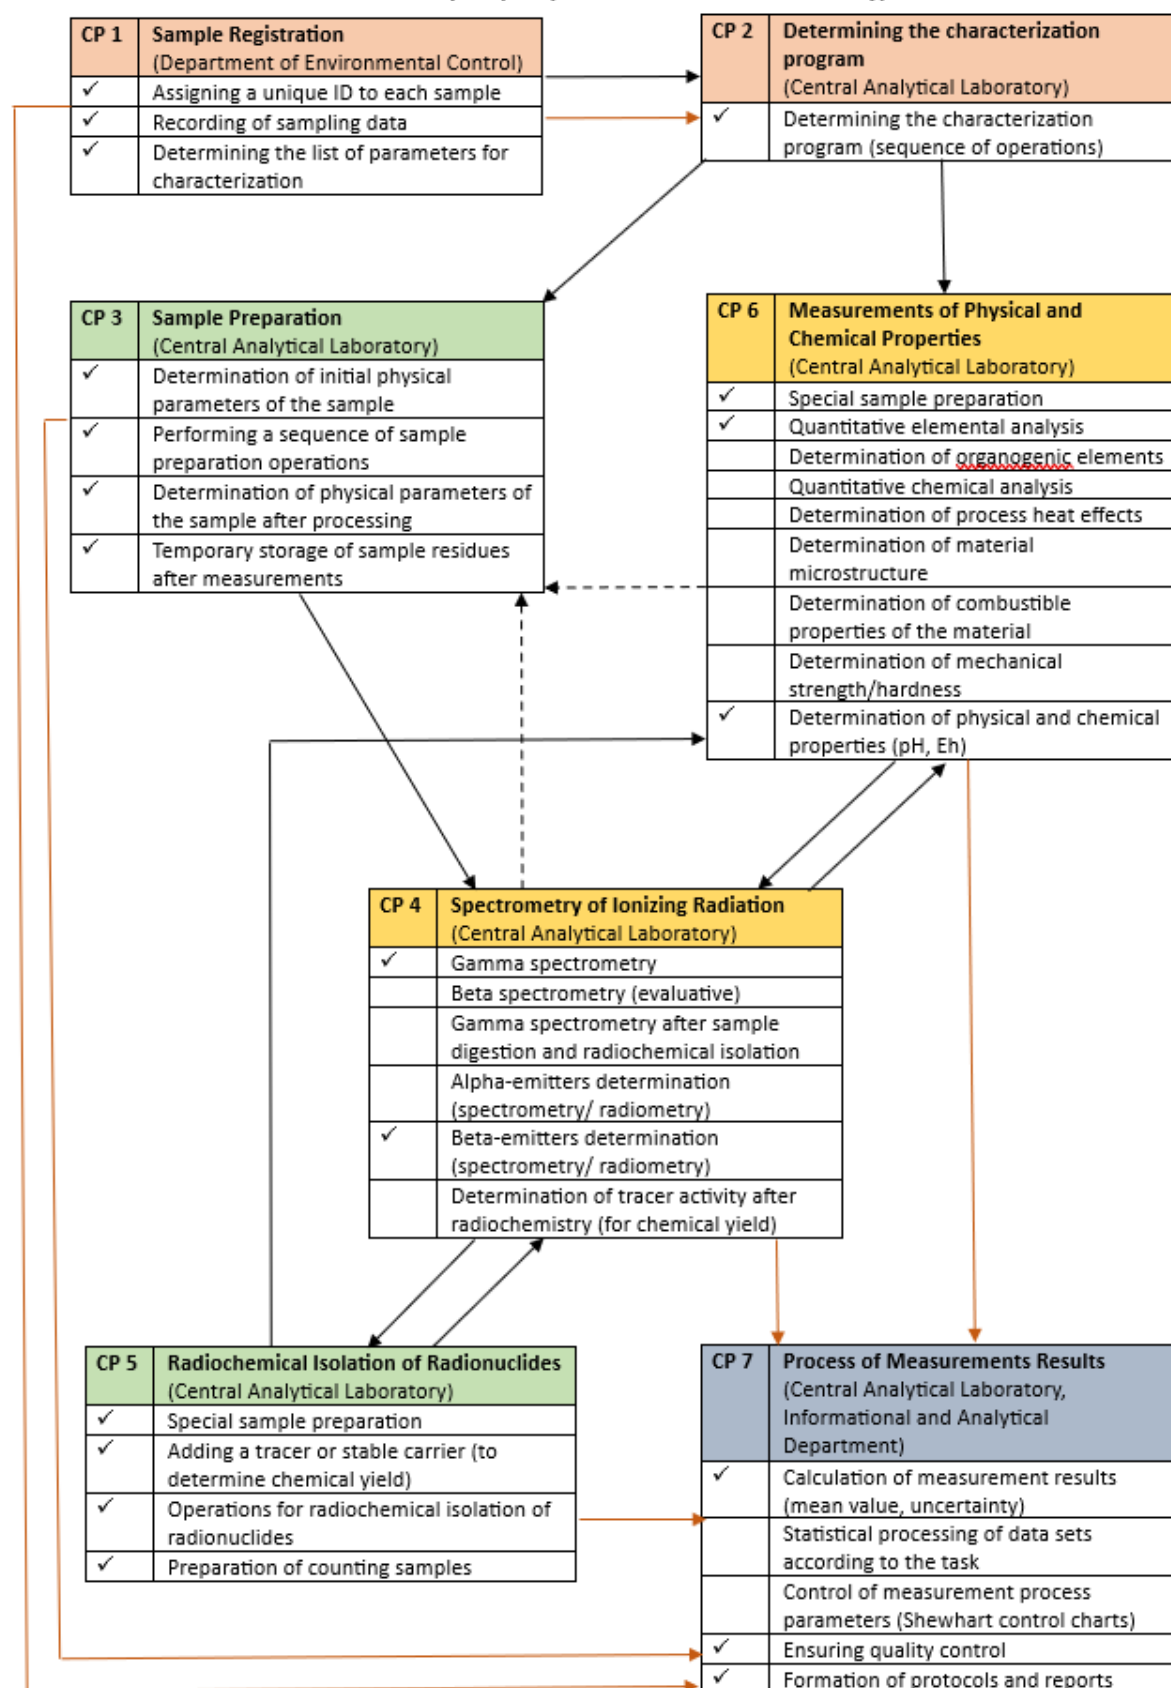 CP 1
Sample Registration
(Department of Environmental Control)
✓ Assigning a unique ID to each sample
✓ Recording of sampling data
✓ Determining the list of parameters for
characterization
CP 2
Determining the characterization
program
(Central Analytical Laboratory)
✓ Determining the characterization
program (sequence of operations)
CP 3
Sample Preparation
(Central Analytical Laboratory)
✓ Determination of initial physical
parameters of the sample
✓ Performing a sequence of sample
preparation operations
✓ Determination of physical parameters of
the sample after processing
✓ Temporary storage of sample residues
after measurements
CP 6
Measurements of Physical and
Chemical Properties
(Central Analytical Laboratory)
✓ Special sample preparation
✓ Quantitative elemental analysis
Determination of organogenic elements
Quantitative chemical analysis
Determination of process heat effects
Determination of material
microstructure
Determination of combustible
properties of the material
Determination of mechanical
strength/hardness
✓ Determination of physical and chemical
properties (pH, Eh)
CP 4
Spectrometry of Ionizing Radiation
(Central Analytical Laboratory)
✓ Gamma spectrometry
Beta spectrometry (evaluative)
Gamma spectrometry after sample
digestion and radiochemical isolation
Alpha-emitters determination
(spectrometry/ radiometry)
✓ Beta-emitters determination
(spectrometry/ radiometry)
Determination of tracer activity after
radiochemistry (for chemical yield)
CP 5
Radiochemical Isolation of Radionuclides
(Central Analytical Laboratory)
✓ Special sample preparation
✓ Adding a tracer or stable carrier (to
determine chemical yield)
✓ Operations for radiochemical isolation of
radionuclides
✓ Preparation of counting samples
CP 7
Process of Measurements Results
(Central Analytical Laboratory,
Informational and Analytical
Department)
✓ Calculation of measurement results
(mean value, uncertainty)
Statistical processing of data sets
according to the task
Control of measurement process
parameters (Shewhart control charts)
✓ Ensuring quality control
✓ Formation of protocols and reports